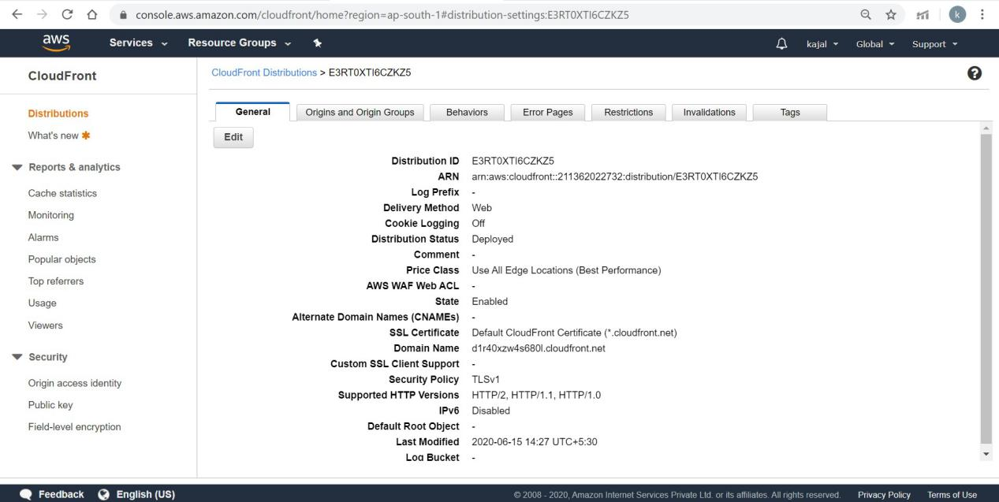 console.aws.amazon.com/cloudfront/home?region=ap-south-1#distribution-settings:E3RT0XTI6CZKZ5
k
aws Services Resource Groups kajal Global Support
CloudFront
CloudFront Distributions > E3RT0XTI6CZKZ5
Distributions
What's new
Reports & analytics
Cache statistics
Monitoring
Alarms
Popular objects
Top referrers
Usage
Viewers
Security
Origin access identity
Public key
Field-level encryption
General Origins and Origin Groups Behaviors Error Pages Restrictions Invalidations Tags
Edit
Distribution ID E3RT0XTI6CZKZ5
ARN arn:aws:cloudfront::211362022732:distribution/E3RT0XTI6CZKZ5
Log Prefix -
Delivery Method Web
Cookie Logging Off
Distribution Status Deployed
Comment -
Price Class Use All Edge Locations (Best Performance)
AWS WAF Web ACL -
State Enabled
Alternate Domain Names (CNAMEs) -
SSL Certificate Default CloudFront Certificate (*.cloudfront.net)
Domain Name d1r40xzw4s680l.cloudfront.net
Custom SSL Client Support -
Security Policy TLSv1
Supported HTTP Versions HTTP/2, HTTP/1.1, HTTP/1.0
IPv6 Disabled
Default Root Object -
Last Modified 2020-06-15 14:27 UTC+5:30
Log Bucket -
Feedback English (US) © 2008 - 2020, Amazon Internet Services Private Ltd. or its affiliates. All rights reserved. Privacy Policy Terms of Use